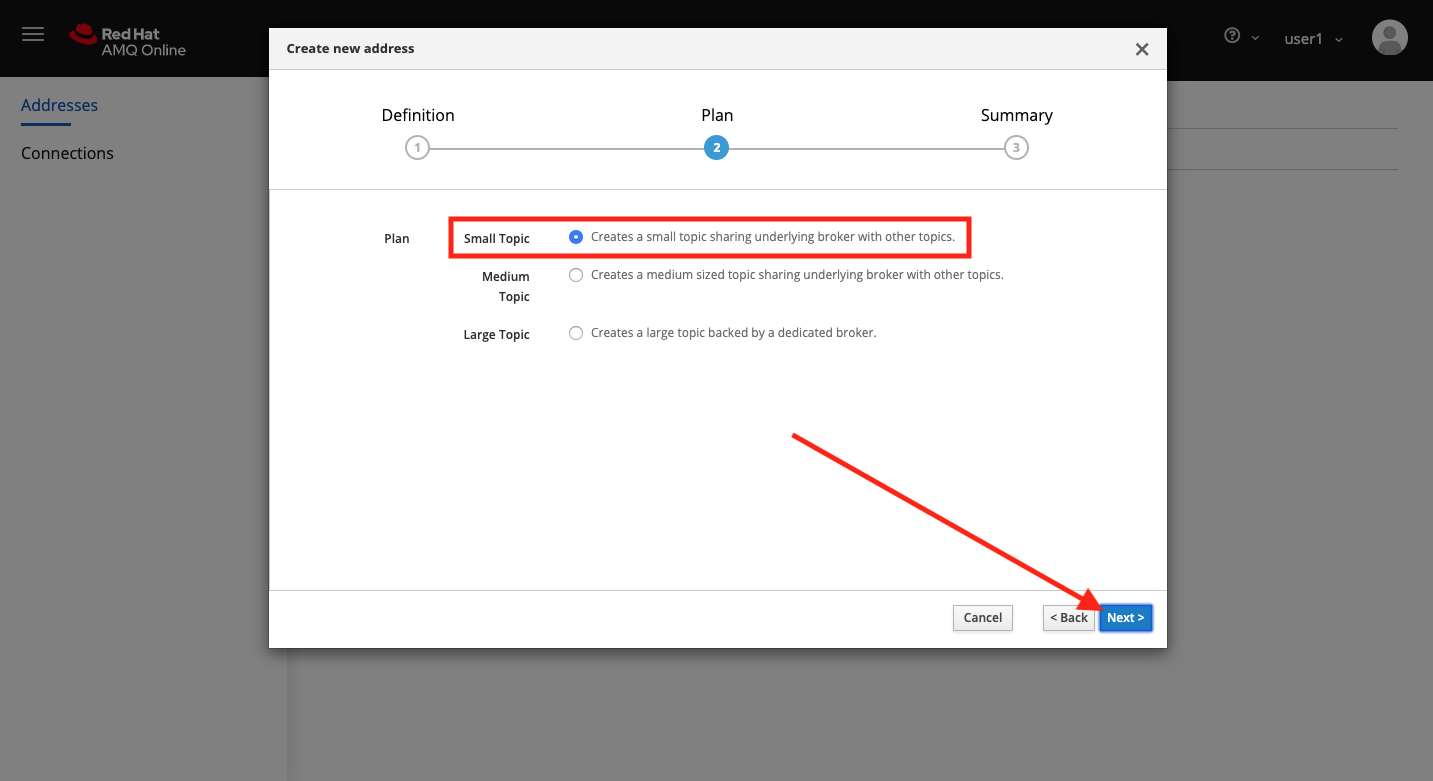 Red Hat
AMQ Online
user1
Create new address
Addresses
Connections
Definition
Plan
Summary
1
2
3
Plan
Small Topic
Creates a small topic sharing underlying broker with other topics.
Medium
Topic
Creates a medium sized topic sharing underlying broker with other topics.
Large Topic
Creates a large topic backed by a dedicated broker.
Cancel
< Back
Next >